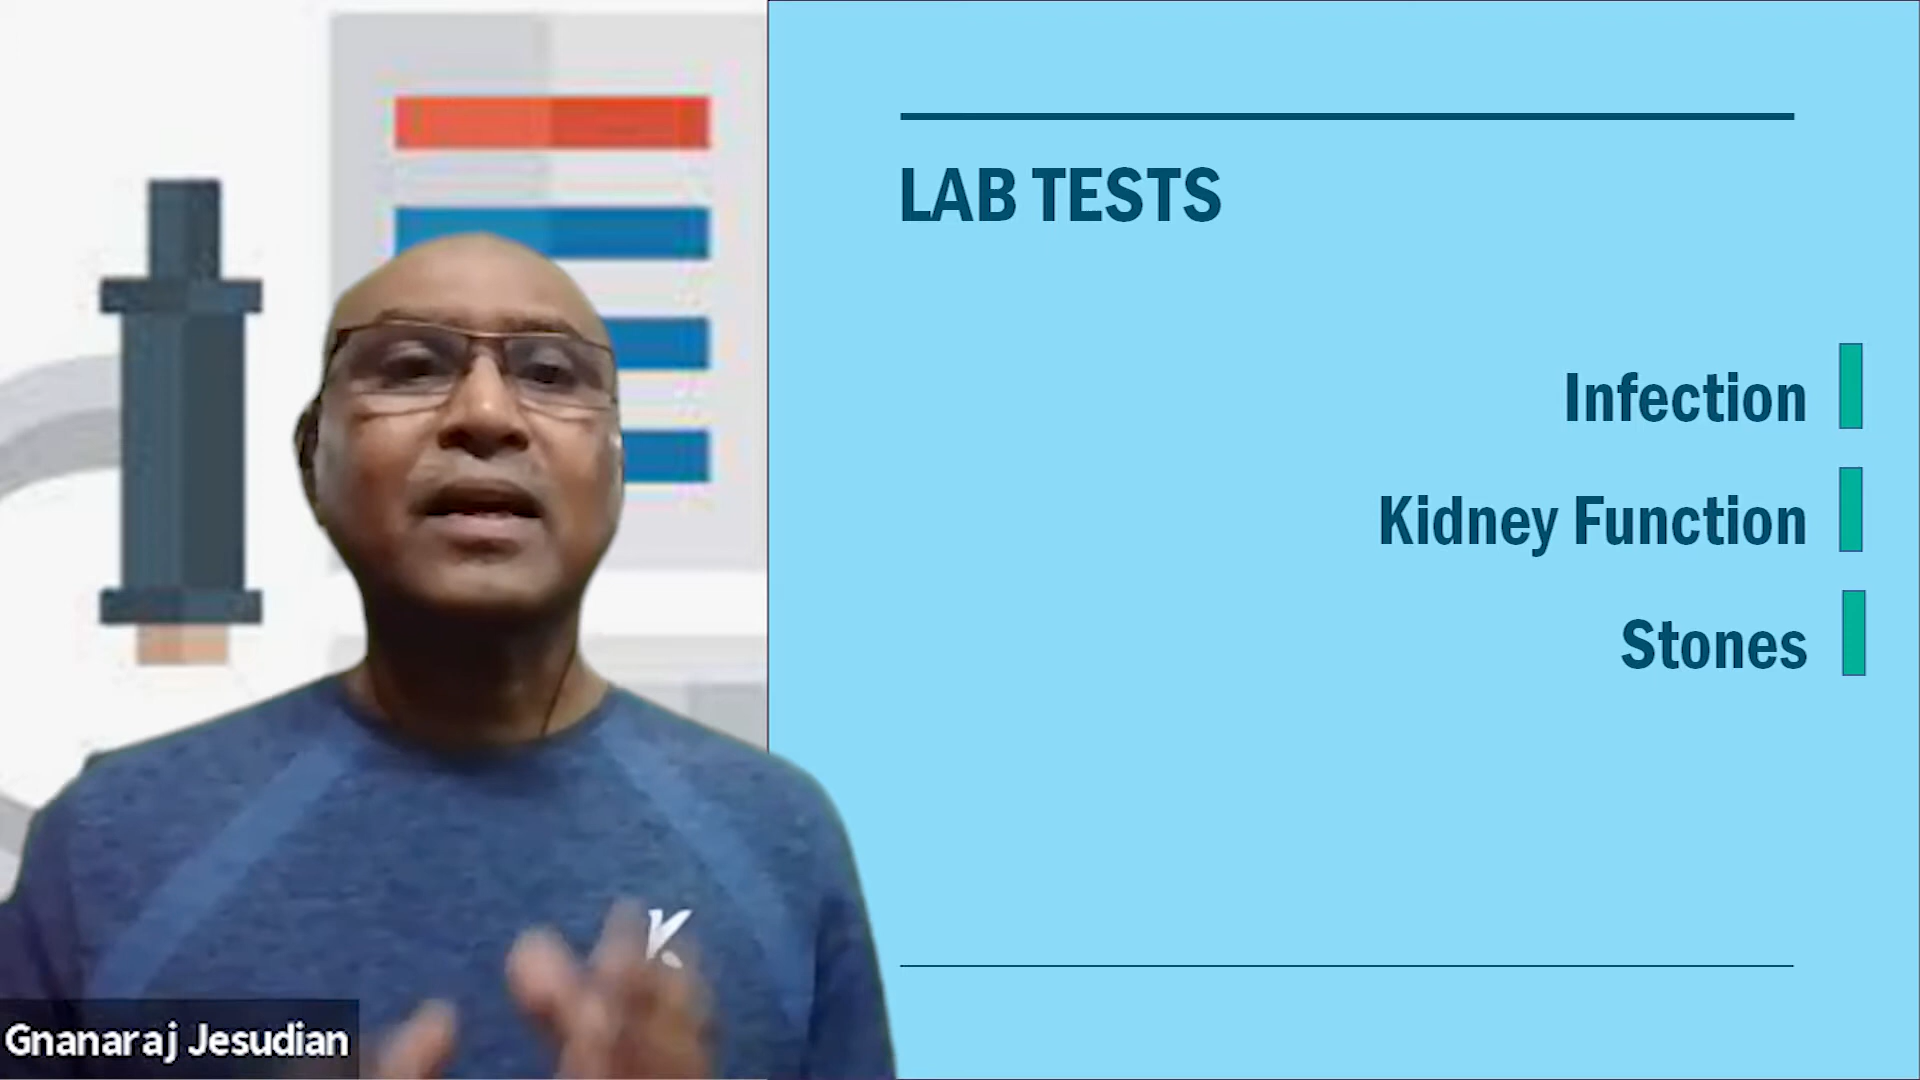 LAB TESTS
Infection
Kidney Function
Stones
Gnanaraj Jesudian